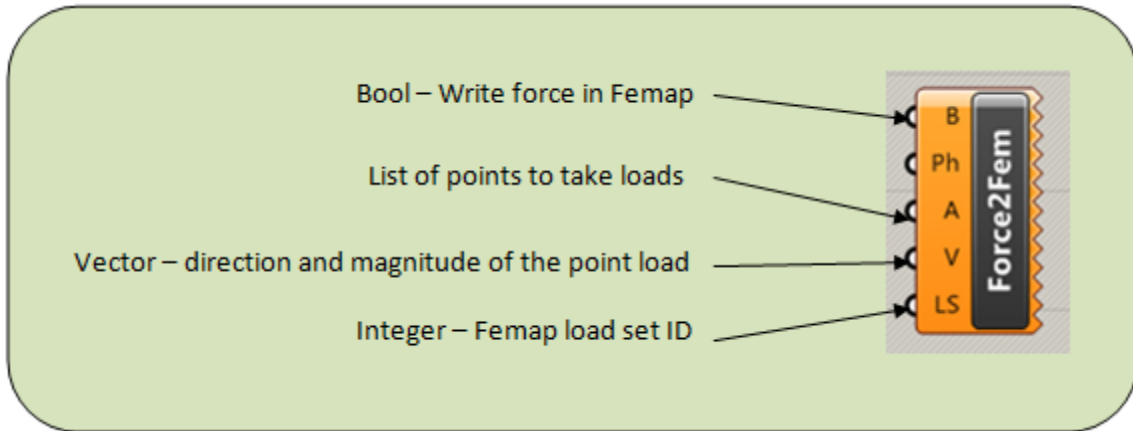 Bool – Write force in Femap
List of points to take loads
Vector – direction and magnitude of the point load
Integer – Femap load set ID
B
Ph
A
V
LS
Force2Fem